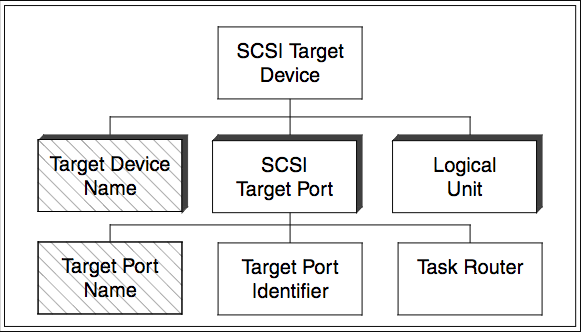 SCSI Target
Device
Target Device
Name
SCSI
Target Port
Logical
Unit
Target Port
Name
Target Port
Identifier
Task Router